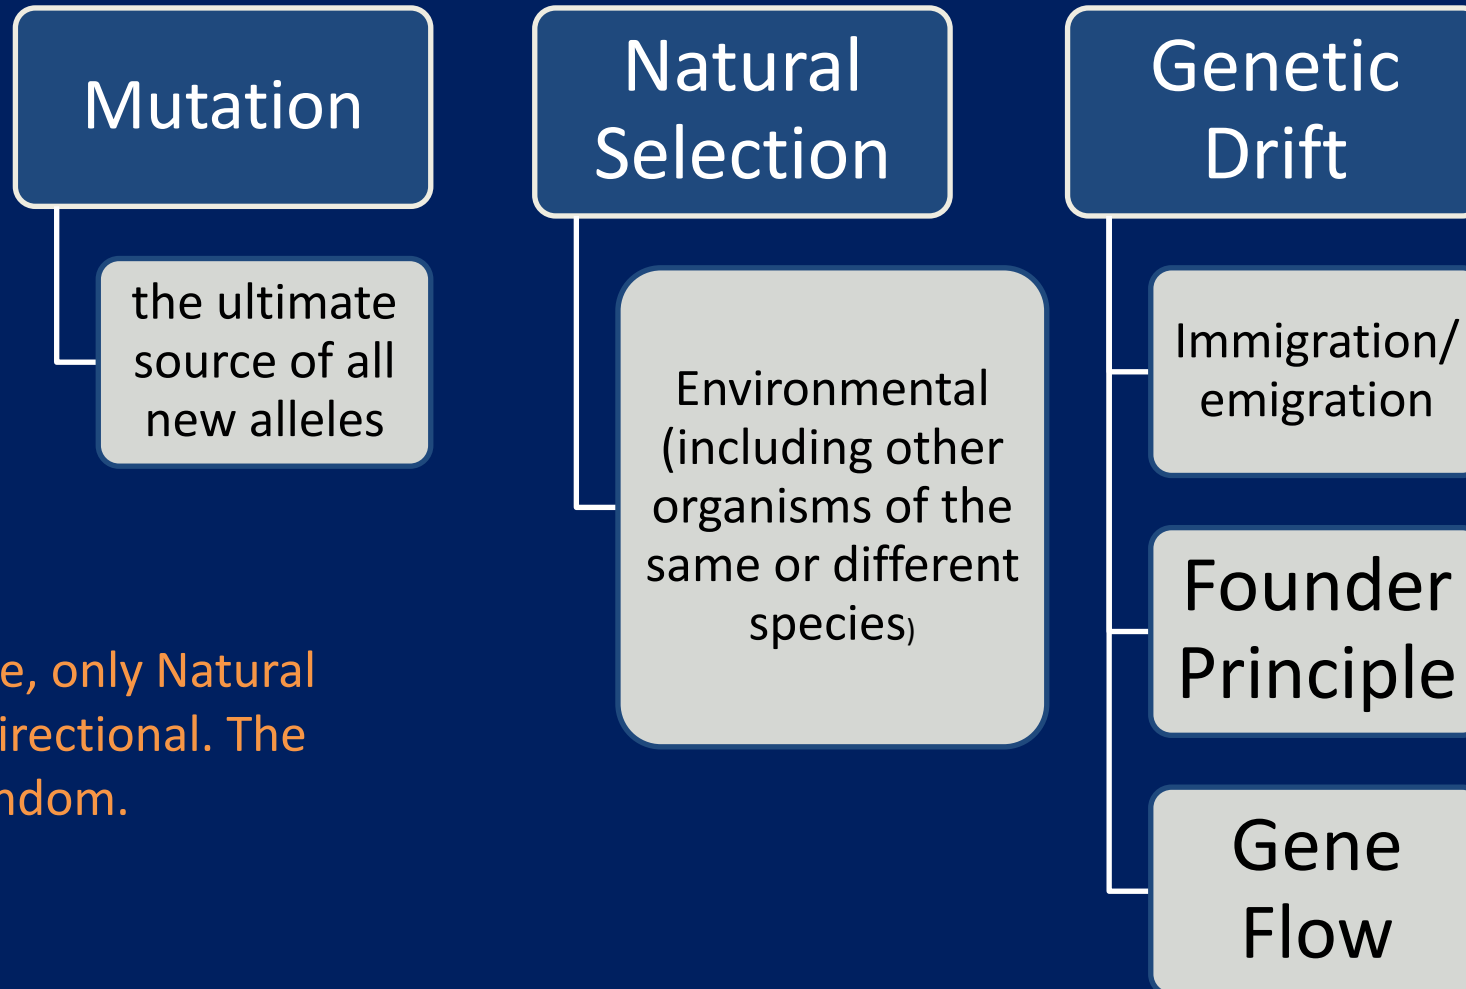 Mutation
the ultimate
source of all
new alleles
Natural
Selection
Environmental
(including other
organisms of the
same or different
species)
Genetic
Drift
Immigration/
emigration
Founder
Principle
Gene
Flow
e, only Natural
irectional. The
ndom.